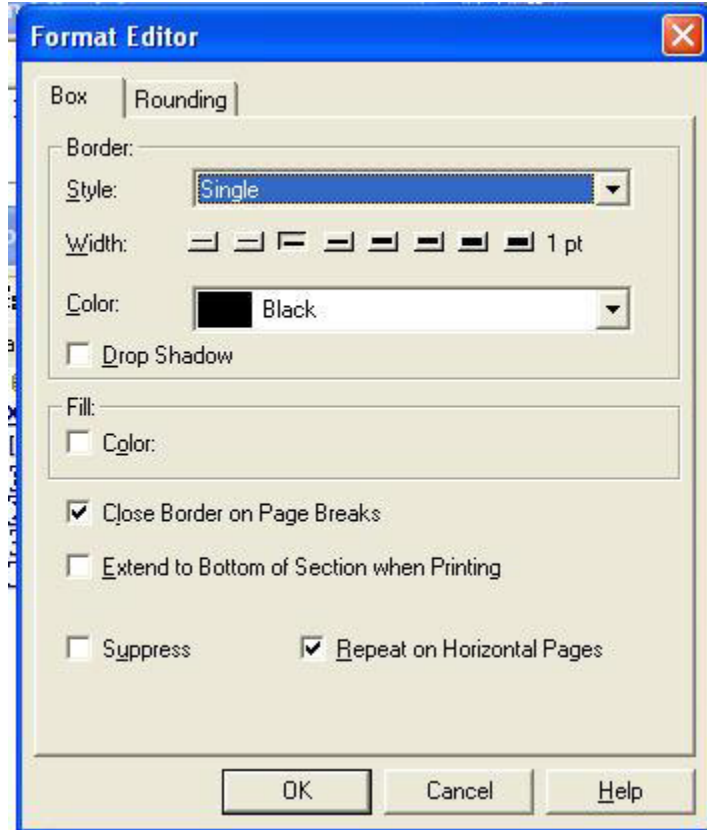 Format Editor
Box Rounding
Border:
Style: Single
Width: 1 pt
Color: Black
Drop Shadow
Fill:
Color:
Close Border on Page Breaks
Extend to Bottom of Section when Printing
Suppress Repeat on Horizontal Pages
OK Cancel Help